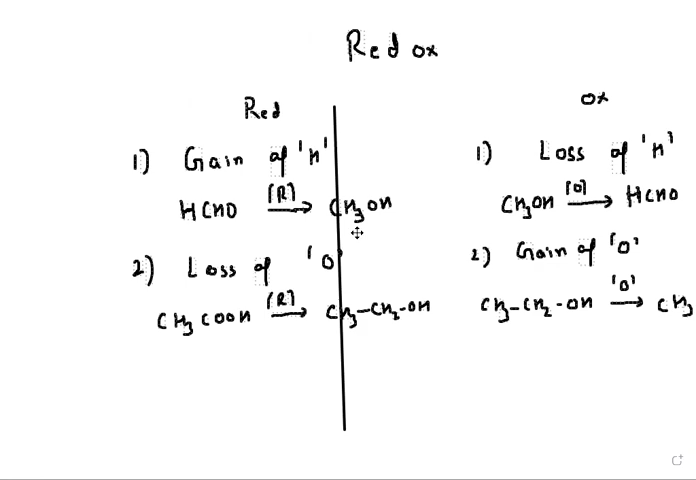 Redox
Red
1) Gain of 'H'
HCHO [R]→ CH3OH
2) Loss of 'O'
CH3COOH [R]→ CH3-CH2-OH
ox
1) Loss of 'H'
CH3OH [O]→ HCHO
2) Gain of 'O'
CH3-CH2-OH 'O'→ CH3